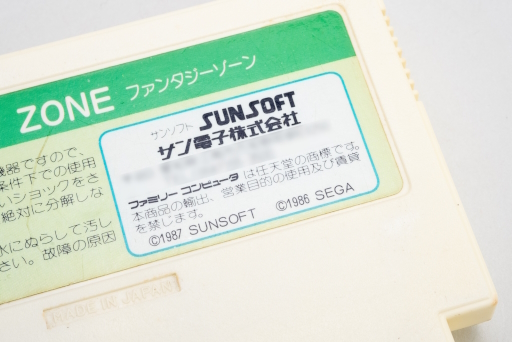 ZONE ファンタジーゾーン
サンソフト SUNSOFT
サン電子株式会社
ファミリー コンピュータ は任天堂の商標です。
本商品の輸出、営業目的の使用及び賃貸
を禁じます。
©1987 SUNSOFT ©1986 SEGA
機器ですので、
条件下での使用
いショックをさ
絶対に分解しな
水にぬらして汚し
さい。故障の原因
MADE IN JAPAN